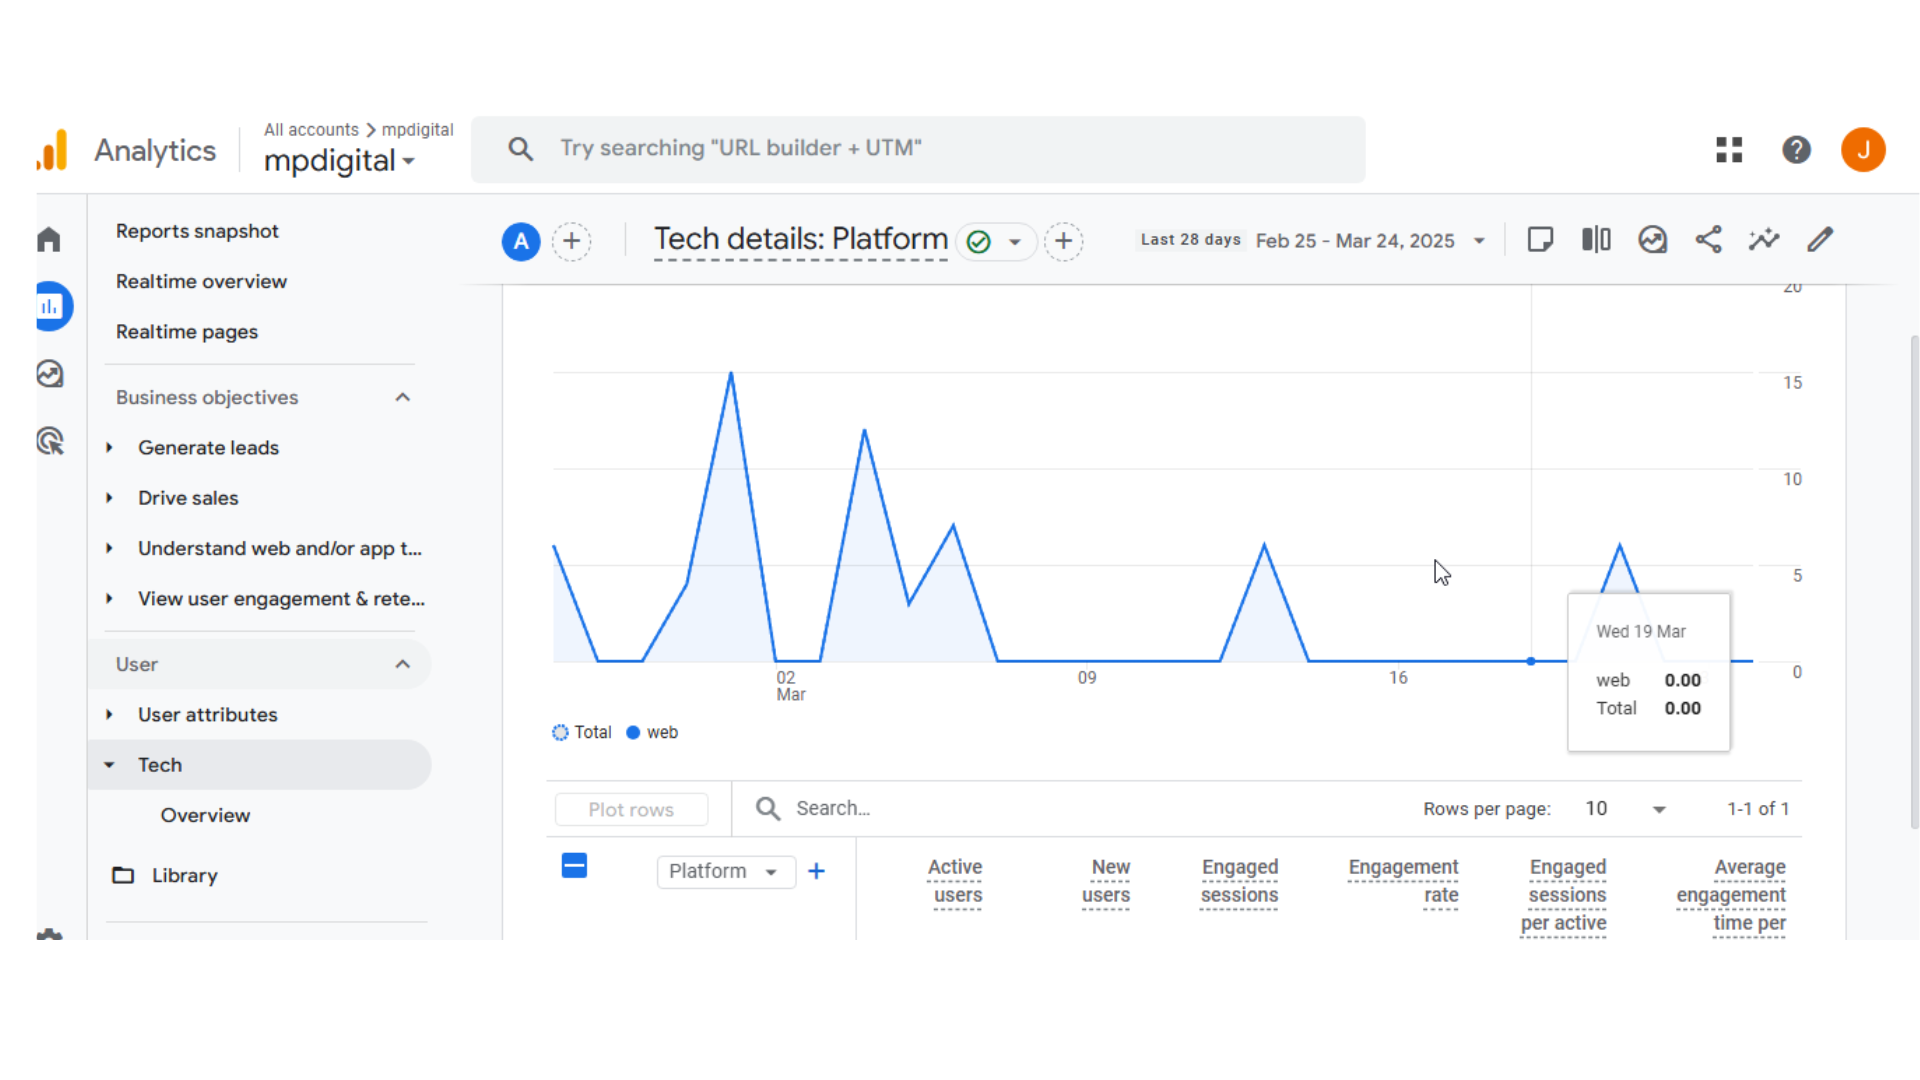 Analytics
All accounts > mpdigital
mpdigital
Try searching "URL builder + UTM"
J
Reports snapshot
Realtime overview
Realtime pages
Business objectives
Generate leads
Drive sales
Understand web and/or app t...
View user engagement & rete...
User
User attributes
Tech
Overview
Library
A
Tech details: Platform
Last 28 days Feb 25 - Mar 24, 2025
20
15
10
5
0
02
Mar
09
16
Wed 19 Mar
web 0.00
Total 0.00
Total web
Plot rows
Search...
Rows per page: 10
1-1 of 1
Platform
Active
users
New
users
Engaged
sessions
Engagement
rate
Engaged
sessions
per active
Average
engagement
time per